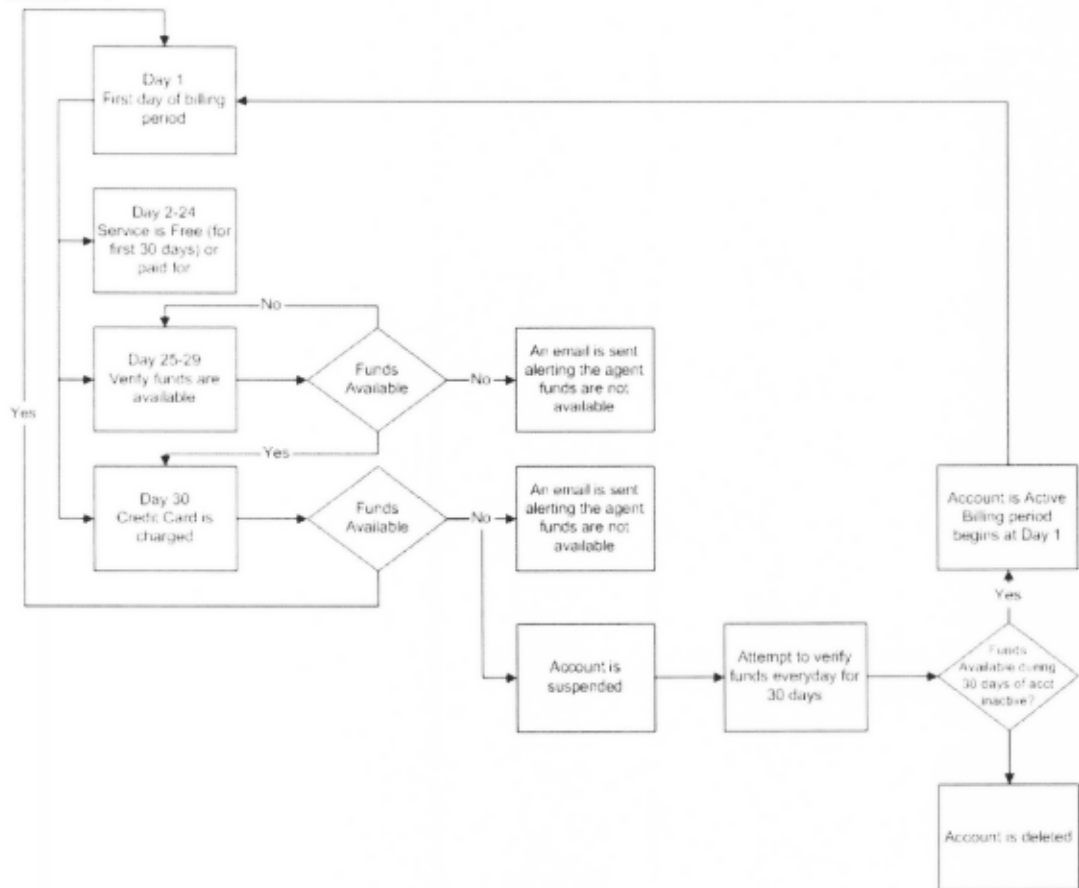 Day 1
First day of billing
period
Day 2-24
Service is Free (for
first 30 days) or
paid for
No
Day 25-29
Verify funds are
available
Funds
Available
No
An email is sent
alerting the agent
funds are not
available
Yes
Yes
Day 30
Credit Card is
charged
Funds
Available
No
An email is sent
alerting the agent
funds are not
available
Account is Active
Billing period
begins at Day 1
Yes
Account is
suspended
Attempt to verify
funds everyday for
30 days
Funds
Available during
30 days of acct
inactive?
Account is deleted